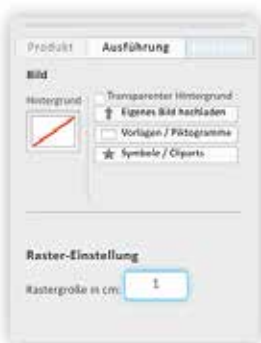 Produkt Ausführung
Bild
Hintergrund
Transparenter Hintergrund
Eigenes Bild hochladen
Vorlagen / Piktogramme
Symbole / Cliparts
Raster-Einstellung
Rastergröße in cm: 1